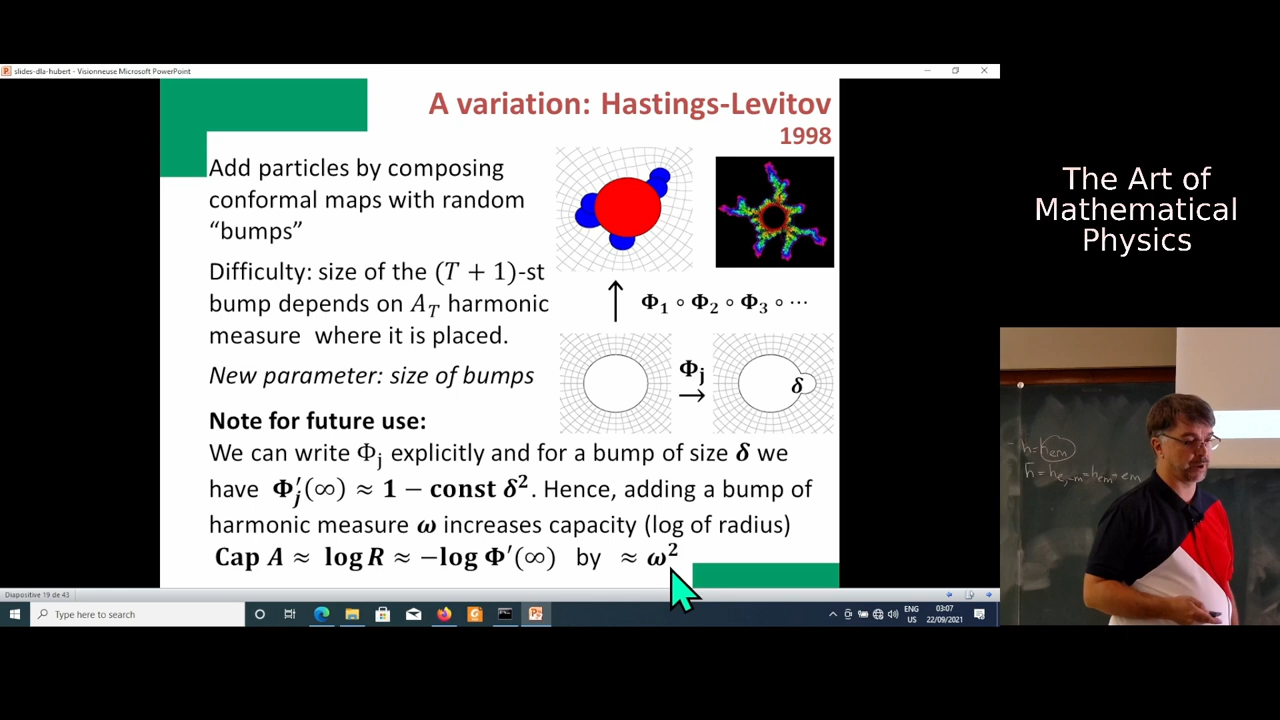 slides-dla-hubert - Visionneuse Microsoft PowerPoint
A variation: Hastings-Levitov
1998
Add particles by composing
conformal maps with random
“bumps”
Difficulty: size of the (T + 1)-st
bump depends on A_T harmonic
measure where it is placed.
New parameter: size of bumps
Φ₁ ∘ Φ₂ ∘ Φ₃ ∘ ⋯
Φⱼ
→
δ
Note for future use:
We can write Φⱼ explicitly and for a bump of size δ we
have Φ′ⱼ(∞) ≈ 1 − const δ². Hence, adding a bump of
harmonic measure ω increases capacity (log of radius)
Cap A ≈ log R ≈ −log Φ′(∞) by ≈ ω²
Diapositive 19 de 43
Type here to search
ENG
US
03:07
22/09/2021
The Art of
Mathematical
Physics